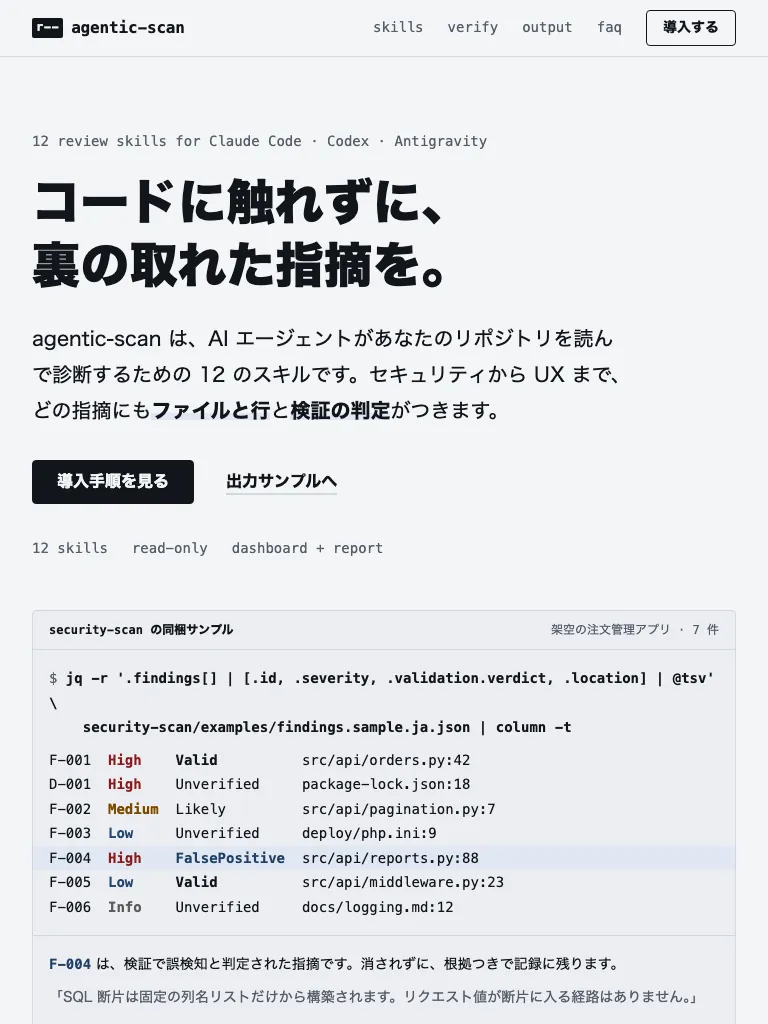 r-- agentic-scan skills verify output faq 導入する
12 review skills for Claude Code · Codex · Antigravity
コードに触れずに、
裏の取れた指摘を。
agentic-scan は、AI エージェントがあなたのリポジトリを読ん
で診断するための 12 のスキルです。セキュリティから UX まで、
どの指摘にもファイルと行と検証の判定がつきます。
導入手順を見る 出力サンプルへ
12 skills read-only dashboard + report
security-scan の同梱サンプル 架空の注文管理アプリ · 7 件
$ jq -r '.findings[] | [.id, .severity, .validation.verdict, .location] | @tsv'
\
security-scan/examples/findings.sample.ja.json | column -t
F-001 High Valid src/api/orders.py:42
D-001 High Unverified package-lock.json:18
F-002 Medium Likely src/api/pagination.py:7
F-003 Low Unverified deploy/php.ini:9
F-004 High FalsePositive src/api/reports.py:88
F-005 Low Valid src/api/middleware.py:23
F-006 Info Unverified docs/logging.md:12
F-004 は、検証で誤検知と判定された指摘です。消されずに、根拠つきで記録に残ります。
「SQL 断片は固定の列名リストだけから構築されます。リクエスト値が断片に入る経路はありません。」